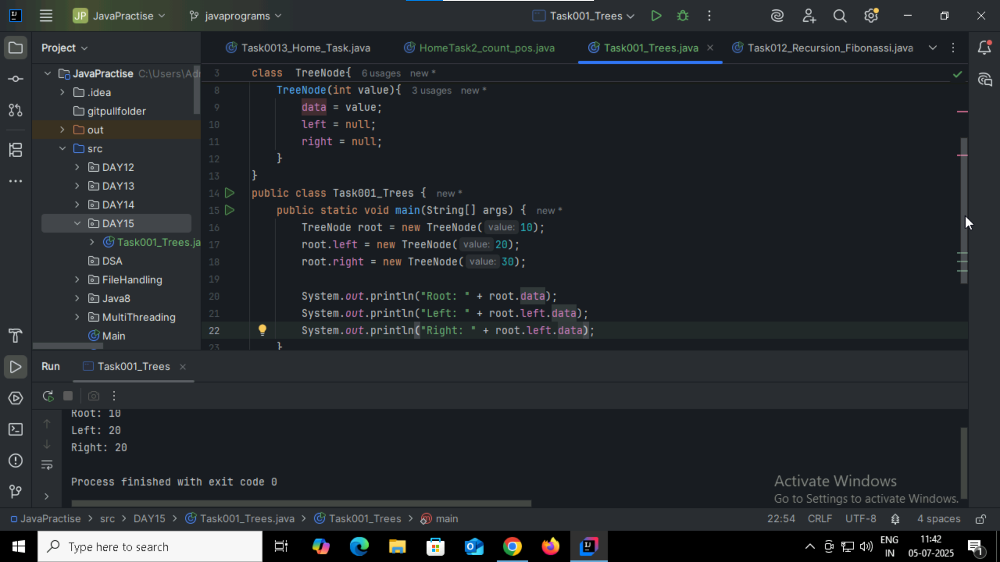 JP JavaPractise javaprograms Task001_Trees
Project Task0013_Home_Task.java HomeTask2_count_pos.java Task001_Trees.java Task012_Recursion_Fibonassi.java
JavaPractise C:\Users\Ad
.idea
gitpullfolder
out
src
DAY12
DAY13
DAY14
DAY15
Task001_Trees.ja
DSA
FileHandling
Java8
MultiThreading
Main
3 class TreeNode{ 6 usages new *
8 TreeNode(int value){ 3 usages new *
9 data = value;
10 left = null;
11 right = null;
12 }
13 }
14 public class Task001_Trees { new *
15 public static void main(String[] args) { new *
16 TreeNode root = new TreeNode( value: 10);
17 root.left = new TreeNode( value: 20);
18 root.right = new TreeNode( value: 30);
19
20 System.out.println("Root: " + root.data);
21 System.out.println("Left: " + root.left.data);
22 System.out.println("Right: " + root.left.data);
23 }
Run Task001_Trees
Root: 10
Left: 20
Right: 20
Process finished with exit code 0
Activate Windows
Go to Settings to activate Windows.
JavaPractise > src > DAY15 > Task001_Trees.java > Task001_Trees > main 22:54 CRLF UTF-8 4 spaces
Type here to search
ENG
IN
11:42
05-07-2025
1